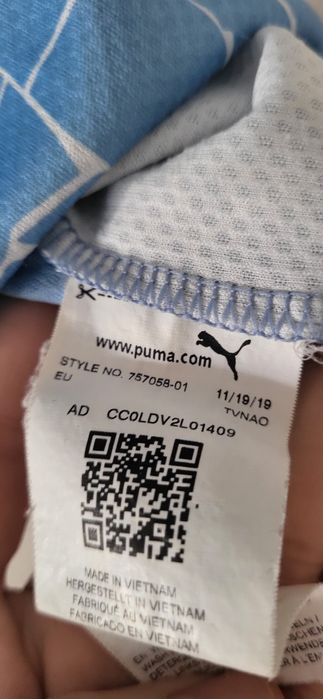 www.puma.com
STYLE NO. 757058-01 11/19/19
EU TVNAO
AD CC0LDV2L01409
MADE IN VIETNAM
HERGESTELLT IN VIETNAM
FABRIQUÉ AU VIETNAM
FABRICADO EN VIETNAM